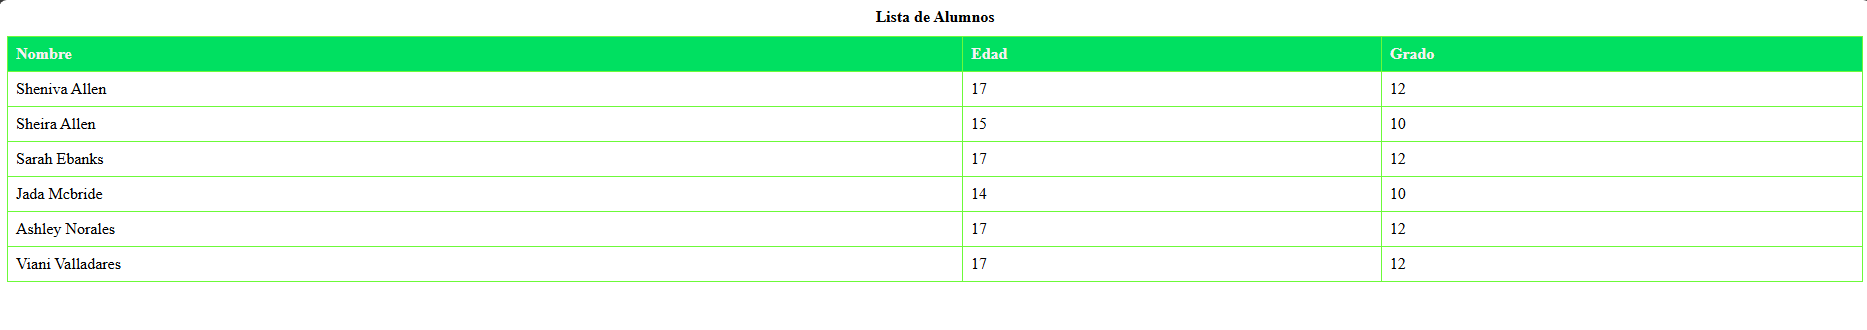 Lista de Alumnos
Nombre Edad Grado
Sheniva Allen 17 12
Sheira Allen 15 10
Sarah Ebanks 17 12
Jada Mcbride 14 10
Ashley Norales 17 12
Viani Valladares 17 12